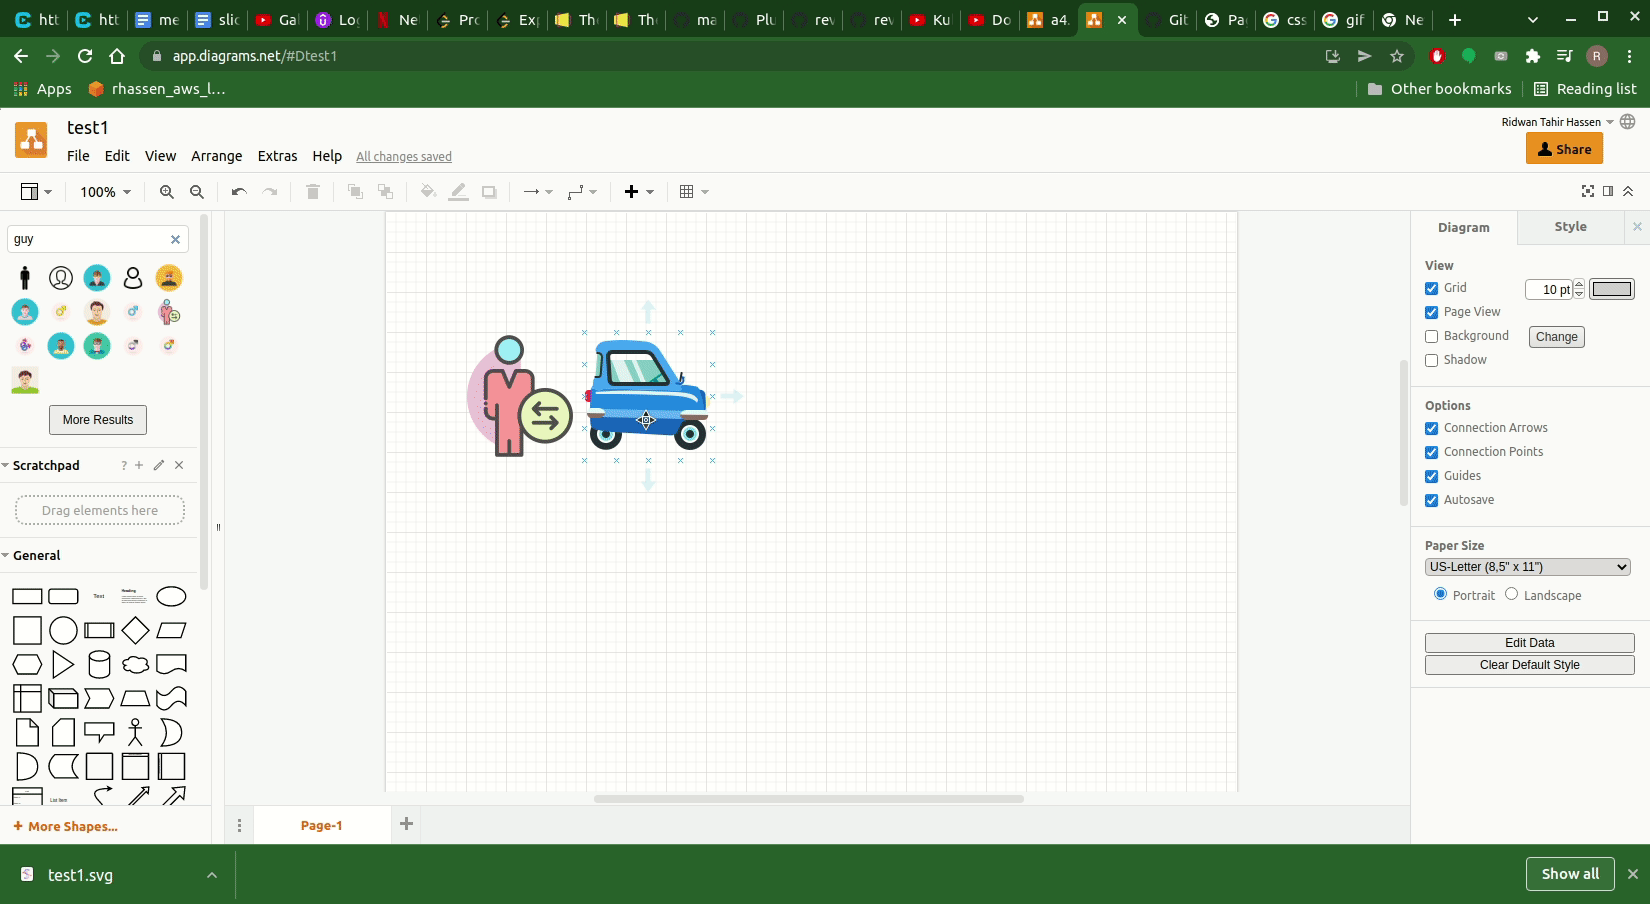 htt
htt
me
slic
Gal
Log
Ne
Pro
Exp
The
The
ma
Plu
rev
rev
Kul
Do
a4.
Git
Pag
css
gif
Ne
app.diagrams.net/#Dtest1
R
Apps
rhassen_aws_l...
Other bookmarks
Reading list
test1
Ridwan Tahir Hassen
File Edit View Arrange Extras Help All changes saved
Share
100%
guy
More Results
Scratchpad
?
Drag elements here
General
Text
Heading
List Item
+ More Shapes...
Page-1
Diagram
Style
View
Grid
10 pt
Page View
Background
Change
Shadow
Options
Connection Arrows
Connection Points
Guides
Autosave
Paper Size
US-Letter (8,5" x 11")
Portrait
Landscape
Edit Data
Clear Default Style
test1.svg
Show all